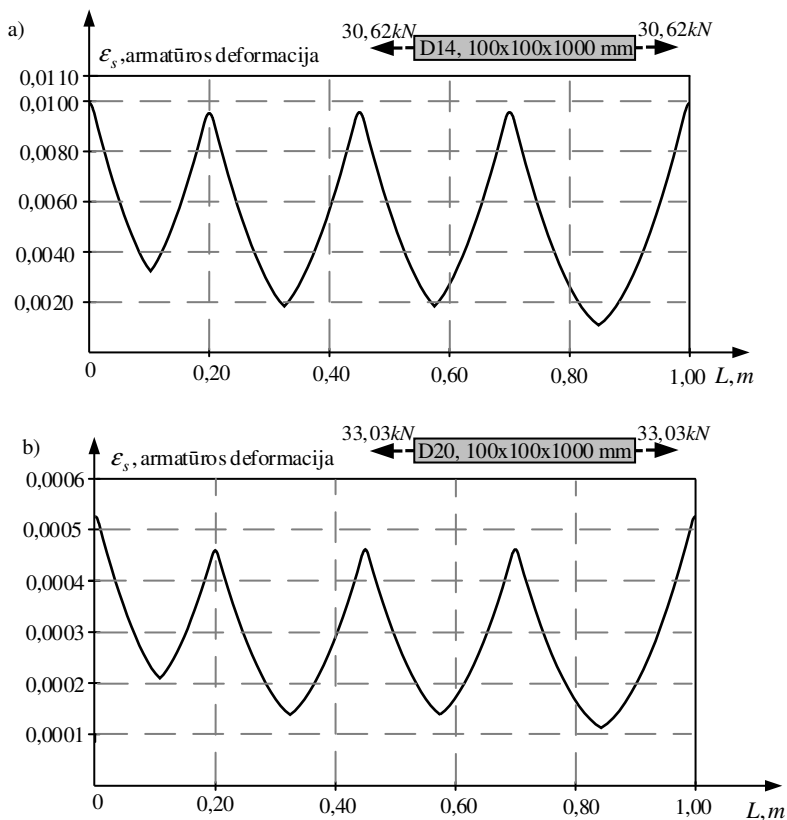 a)
30,62kN
30,62kN
D14, 100x100x1000 mm
εs ,armatūros deformacija
0,0110
0,0100
0,0080
0,0060
0,0040
0,0020
0
0,20
0,40
0,60
0,80
1,00
L,m
b)
33,03kN
33,03kN
D20, 100x100x1000 mm
εs ,armatūros deformacija
0,0006
0,0005
0,0004
0,0003
0,0002
0,0001
0
0,20
0,40
0,60
0,80
1,00
L,m